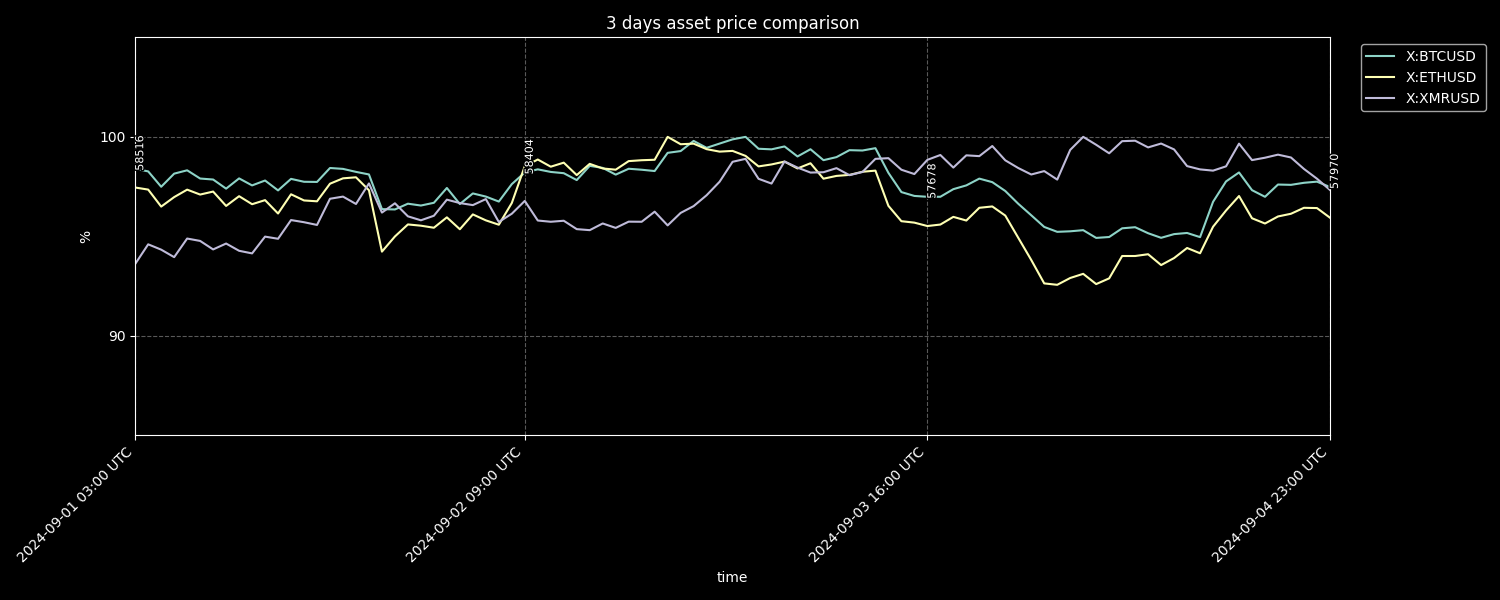 3 days asset price comparison
X:BTCUSD
X:ETHUSD
X:XMRUSD
100
90
%
58516
58404
57678
57970
2024-09-01 03:00 UTC
2024-09-02 09:00 UTC
2024-09-03 16:00 UTC
2024-09-04 23:00 UTC
time